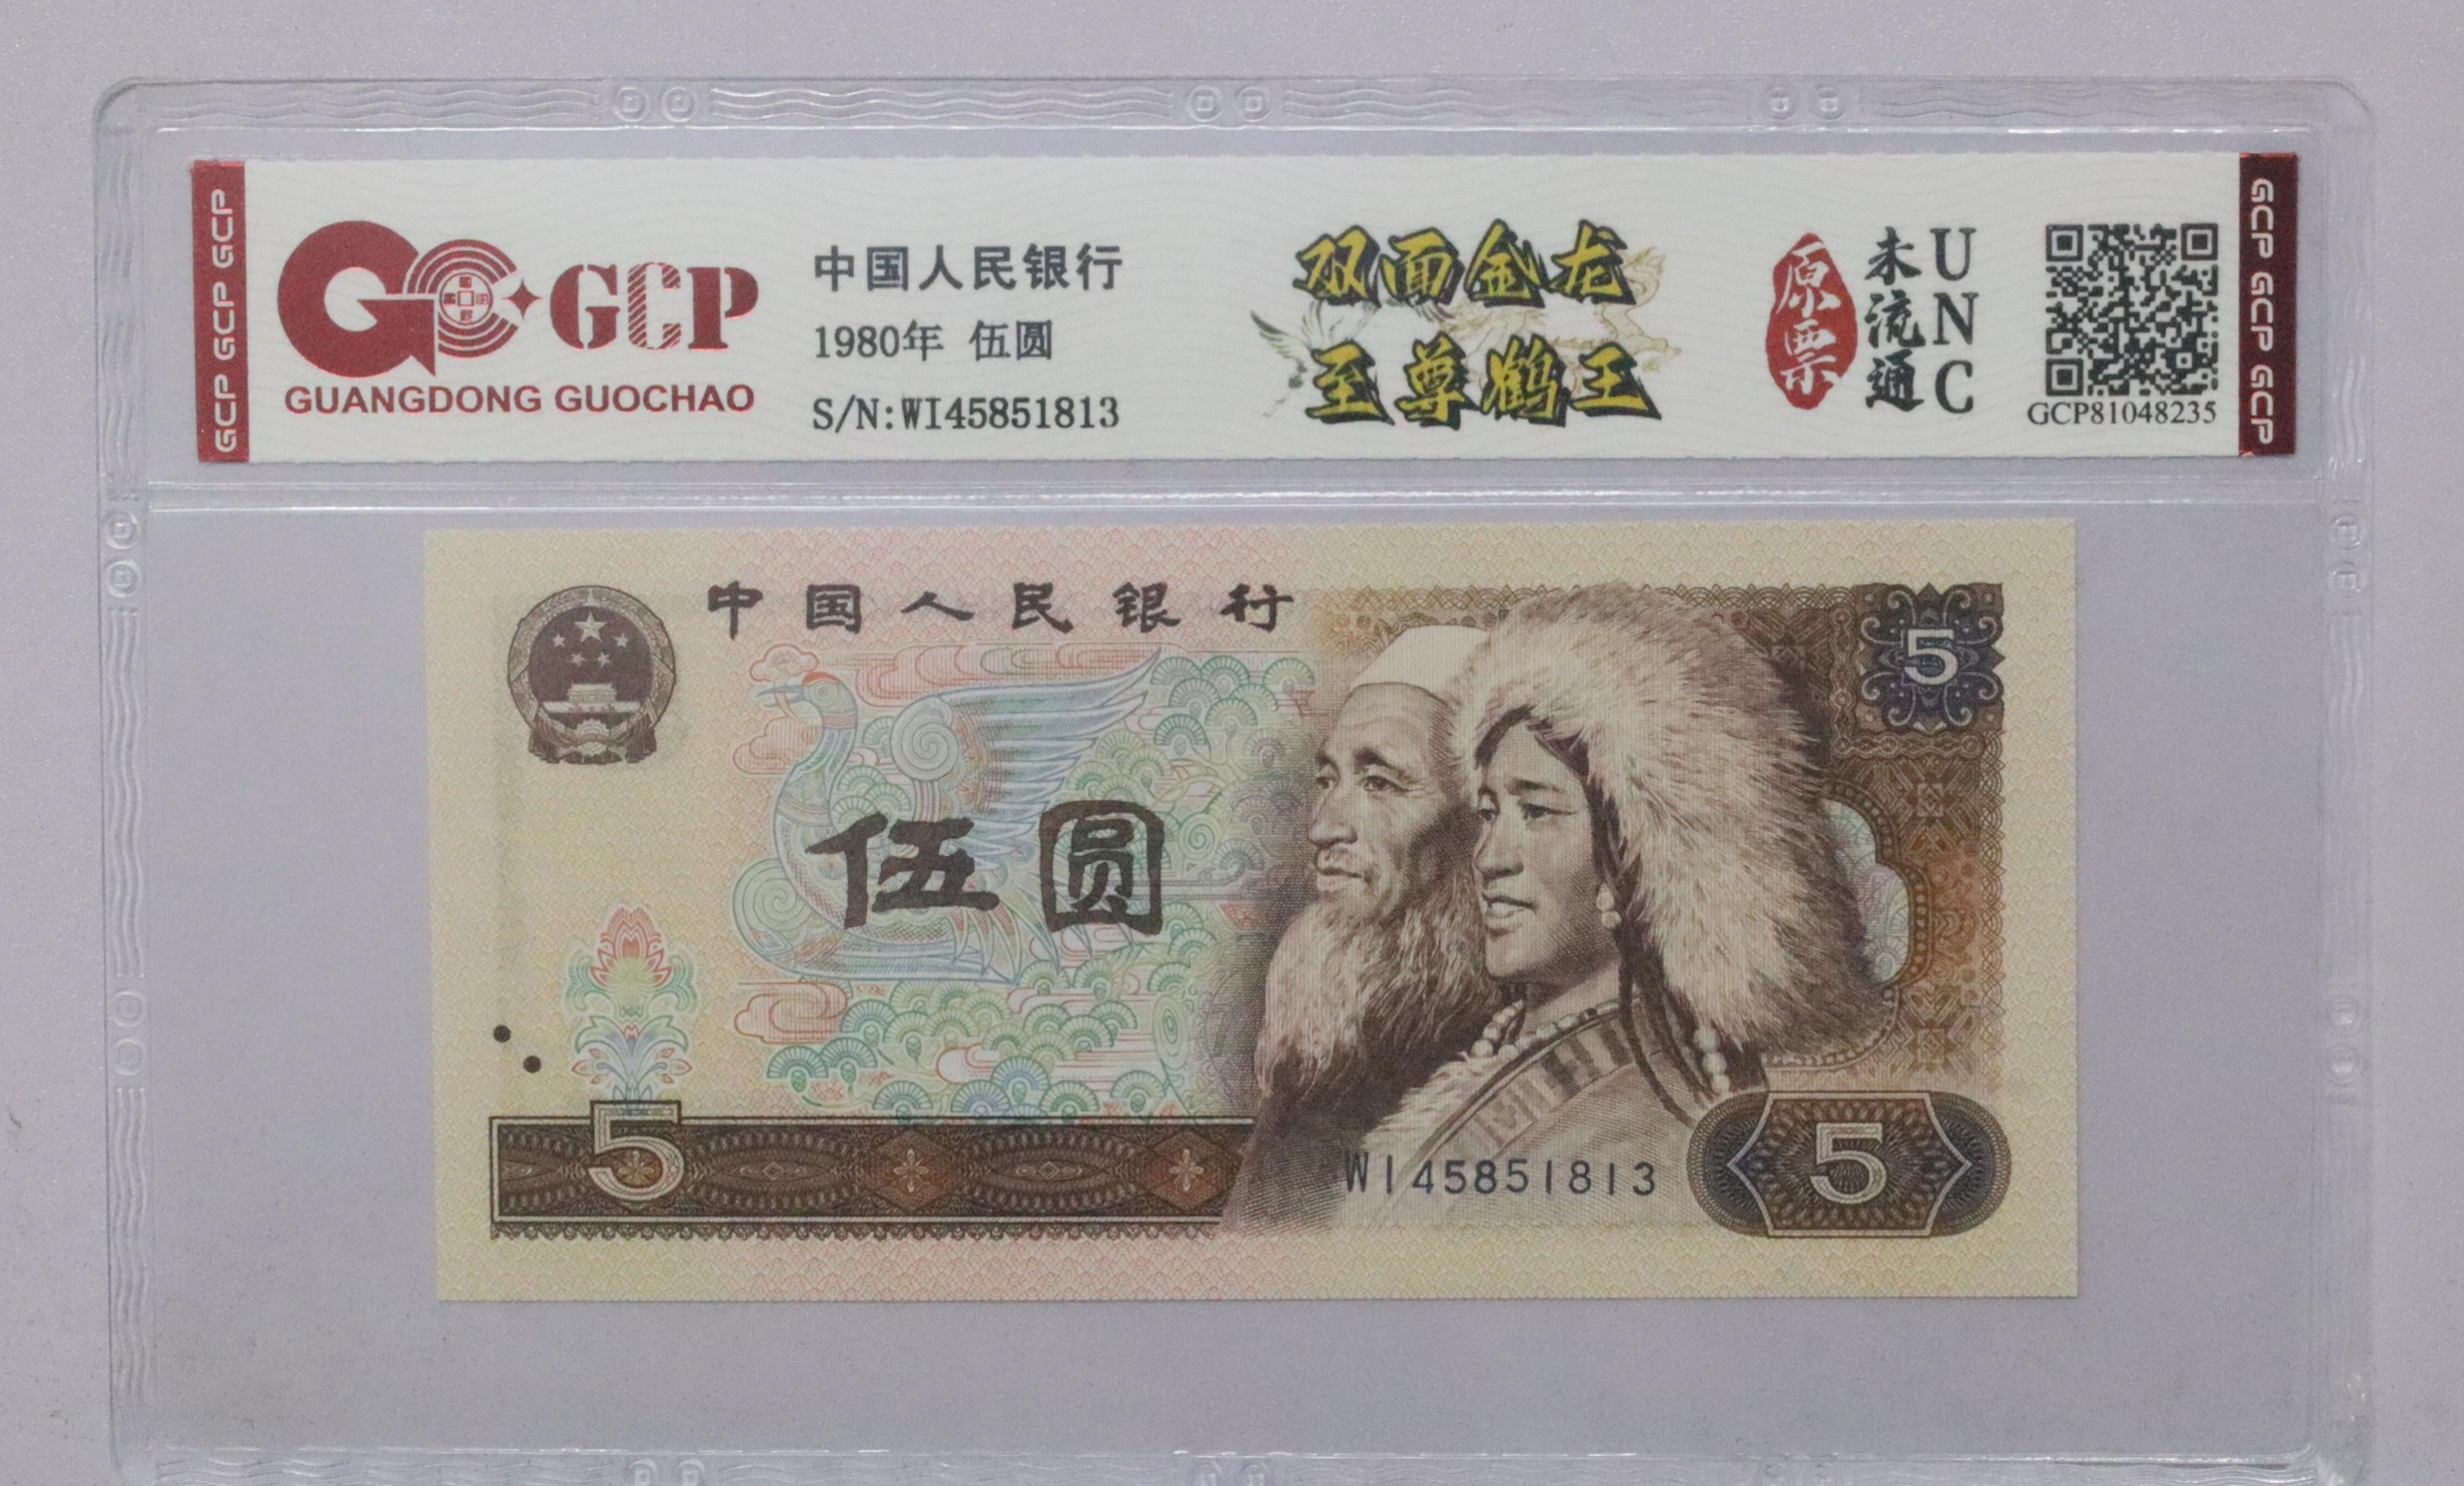 GCP GCP GCP
GCP
GUANGDONG GUOCHAO
中国人民银行
1980年 伍圆
S/N:WI45851813
双面金龙
至尊鹤王
原票
未流通
UNC
GCP81048235
GCP GCP GCP
中国人民银行
5
伍圆
5
WI45851813
5